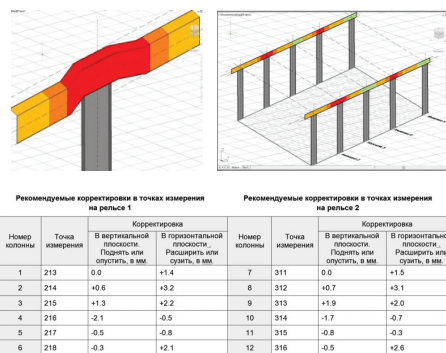 Рекомендуемые корректировки в точках измерения
на рельсе 1
Номер колонны Точка измерения Корректировка
В вертикальной плоскости. Поднять или опустить, в мм. В горизонтальной плоскости. Расширить или сузить, в мм.
1 213 0.0 +1.4
2 214 +0.6 +3.2
3 215 +1.3 +2.2
4 216 -2.1 -0.5
5 217 -0.5 -0.8
6 218 -0.3 +2.1
Рекомендуемые корректировки в точках измерения
на рельсе 2
Номер колонны Точка измерения Корректировка
В вертикальной плоскости. Поднять или опустить, в мм. В горизонтальной плоскости. Расширить или сузить, в мм.
7 311 0.0 +1.5
8 312 +0.7 +3.1
9 313 +1.9 +2.0
10 314 -1.7 -0.7
11 315 -0.8 -0.3
12 316 -0.5 +2.6